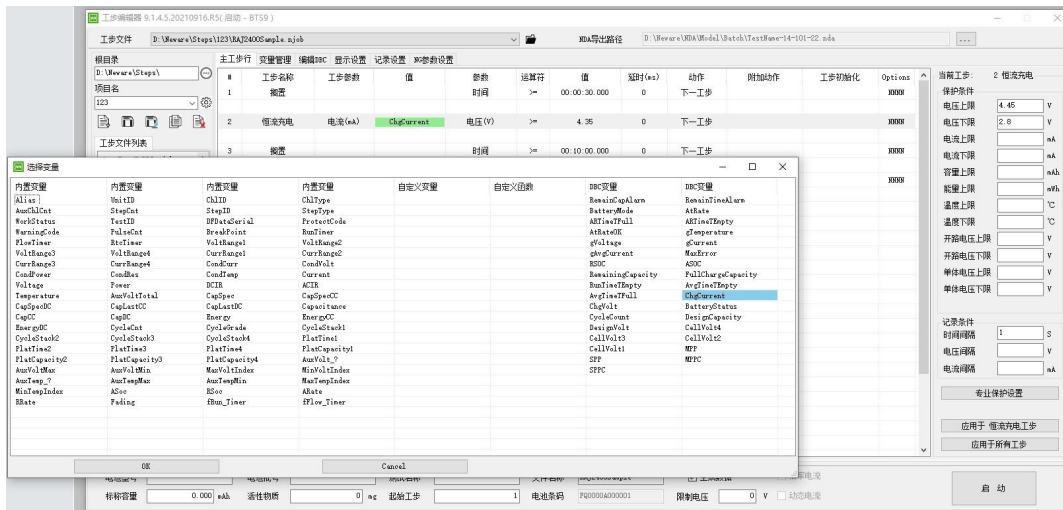 工步编辑器 9.1.4.5.20210916.R5( 启动 - BTS9 )
工步文件 D:\Neware\Steps\123\RAJ2400Sample.njob NDA导出路径 D:\Neware\NDA\Model\Batch\TestName-14-101-22.nda ...
根目录 主工步行 变量管理 编辑DBC 显示设置 记录设置 NG参数设置
D:\Neware\Steps\
# 工步名称 工步参数 值 参数 运算符 值 延时(ms) 动作 附加动作 工步初始化 Options
当前工步: 2 恒流充电
项目名
123
1 搁置 时间 >= 00:00:30.000 0 下一工步 NNNN
保护条件
电压上限 4.45 V
2 恒流充电 电流(mA) ChgCurrent 电压(V) >= 4.35 0 下一工步 NNNN
电压下限 2.8 V
电流上限 mA
工步文件列表
3 搁置 时间 >= 00:10:00.000 0 下一工步 NNNN
电流下限 mA
容量上限 mAh
NNNN
能量上限 mWh
温度上限 ℃
温度下限 ℃
开路电压上限 V
开路电压下限 V
单体电压上限 V
单体电压下限 V
记录条件
时间间隔 1 S
电压间隔 V
电流间隔 mA
专业保护设置
应用于 恒流充电工步
应用于所有工步
选择变量
内置变量 内置变量 内置变量 内置变量 自定义变量 自定义函数 DBC变量 DBC变量
Alias UnitID ChlID ChlType RemainCapAlarm RemainTimeAlarm
AuxChlCnt StepCnt StepID StepType BatteryMode AtRate
WorkStatus TestID DFDataSerial ProtectCode ARTimeTFull ARTimeTEmpty
WarningCode PulseCnt BreakPoint RunTimer AtRateOK gTemperature
FlowTimer RtcTimer VoltRange1 VoltRange2 gVoltage gCurrent
VoltRange3 VoltRange4 CurrRange1 CurrRange2 gAvgCurrent MaxError
CurrRange3 CurrRange4 CondCurr CondVolt RSOC ASOC
CondPower CondRes CondTemp Current RemainingCapacity FullChargeCapacity
Voltage Power DCIR ACIR RunTimeTEmpty AvgTimeTEmpty
Temperature AuxVoltTotal CapSpec CapSpecCC AvgTimeTFull ChgCurrent
CapSpecDC CapLastCC CapLastDC Capacitance ChgVolt BatteryStatus
CapCC CapDC Energy EnergyCC CycleCount DesignCapacity
EnergyDC CycleCnt CycleGrade CycleStack1 DesignVolt CellVolt4
CycleStack2 CycleStack3 CycleStack4 PlatTime1 CellVolt3 CellVolt2
PlatTime2 PlatTime3 PlatTime4 PlatCapacity1 CellVolt1 MPP
PlatCapacity2 PlatCapacity3 PlatCapacity4 AuxVolt_? SPP MPPC
AuxVoltMax AuxVoltMin MaxVoltIndex MinVoltIndex SPPC
AuxTemp_? AuxTempMax AuxTempMin MaxTempIndex
MinTempIndex ASoc RSoc ARate
RRate Fading fRun_Timer fFlow_Timer
OK Cancel
标称容量 0.000 mAh 活性物质 0 mg 起始工步 1 电池条码 PQ0000A000001 限制电压 0 V 动态电流
启 动